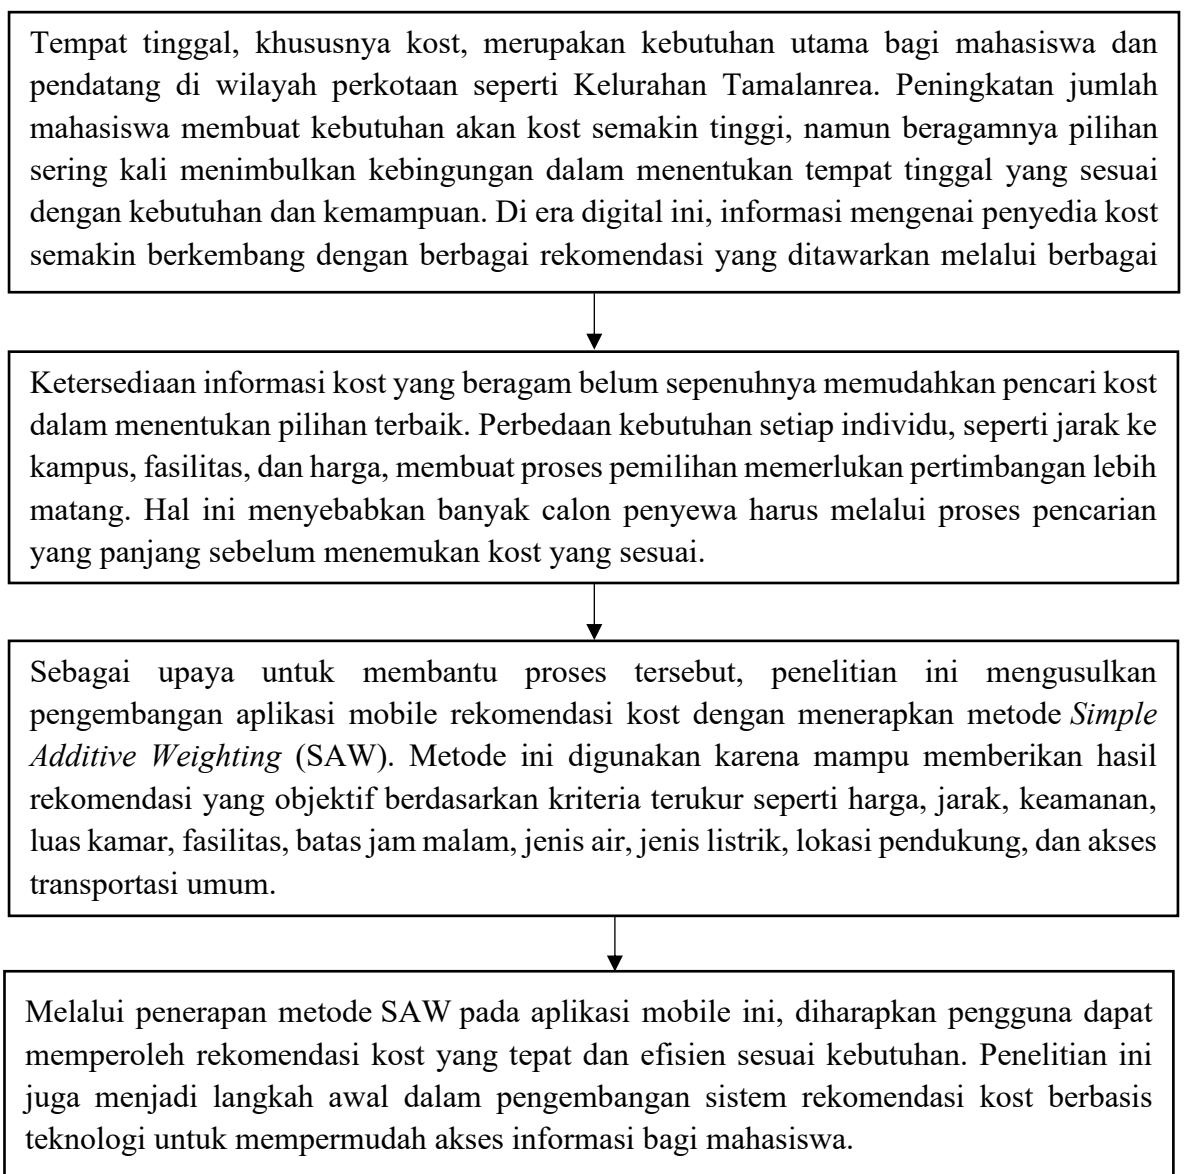 Tempat tinggal, khususnya kost, merupakan kebutuhan utama bagi mahasiswa dan
pendatang di wilayah perkotaan seperti Kelurahan Tamalanrea. Peningkatan jumlah
mahasiswa membuat kebutuhan akan kost semakin tinggi, namun beragamnya pilihan
sering kali menimbulkan kebingungan dalam menentukan tempat tinggal yang sesuai
dengan kebutuhan dan kemampuan. Di era digital ini, informasi mengenai penyedia kost
semakin berkembang dengan berbagai rekomendasi yang ditawarkan melalui berbagai
Ketersediaan informasi kost yang beragam belum sepenuhnya memudahkan pencari kost
dalam menentukan pilihan terbaik. Perbedaan kebutuhan setiap individu, seperti jarak ke
kampus, fasilitas, dan harga, membuat proses pemilihan memerlukan pertimbangan lebih
matang. Hal ini menyebabkan banyak calon penyewa harus melalui proses pencarian
yang panjang sebelum menemukan kost yang sesuai.
Sebagai upaya untuk membantu proses tersebut, penelitian ini mengusulkan
pengembangan aplikasi mobile rekomendasi kost dengan menerapkan metode Simple
Additive Weighting (SAW). Metode ini digunakan karena mampu memberikan hasil
rekomendasi yang objektif berdasarkan kriteria terukur seperti harga, jarak, keamanan,
luas kamar, fasilitas, batas jam malam, jenis air, jenis listrik, lokasi pendukung, dan akses
transportasi umum.
Melalui penerapan metode SAW pada aplikasi mobile ini, diharapkan pengguna dapat
memperoleh rekomendasi kost yang tepat dan efisien sesuai kebutuhan. Penelitian ini
juga menjadi langkah awal dalam pengembangan sistem rekomendasi kost berbasis
teknologi untuk mempermudah akses informasi bagi mahasiswa.